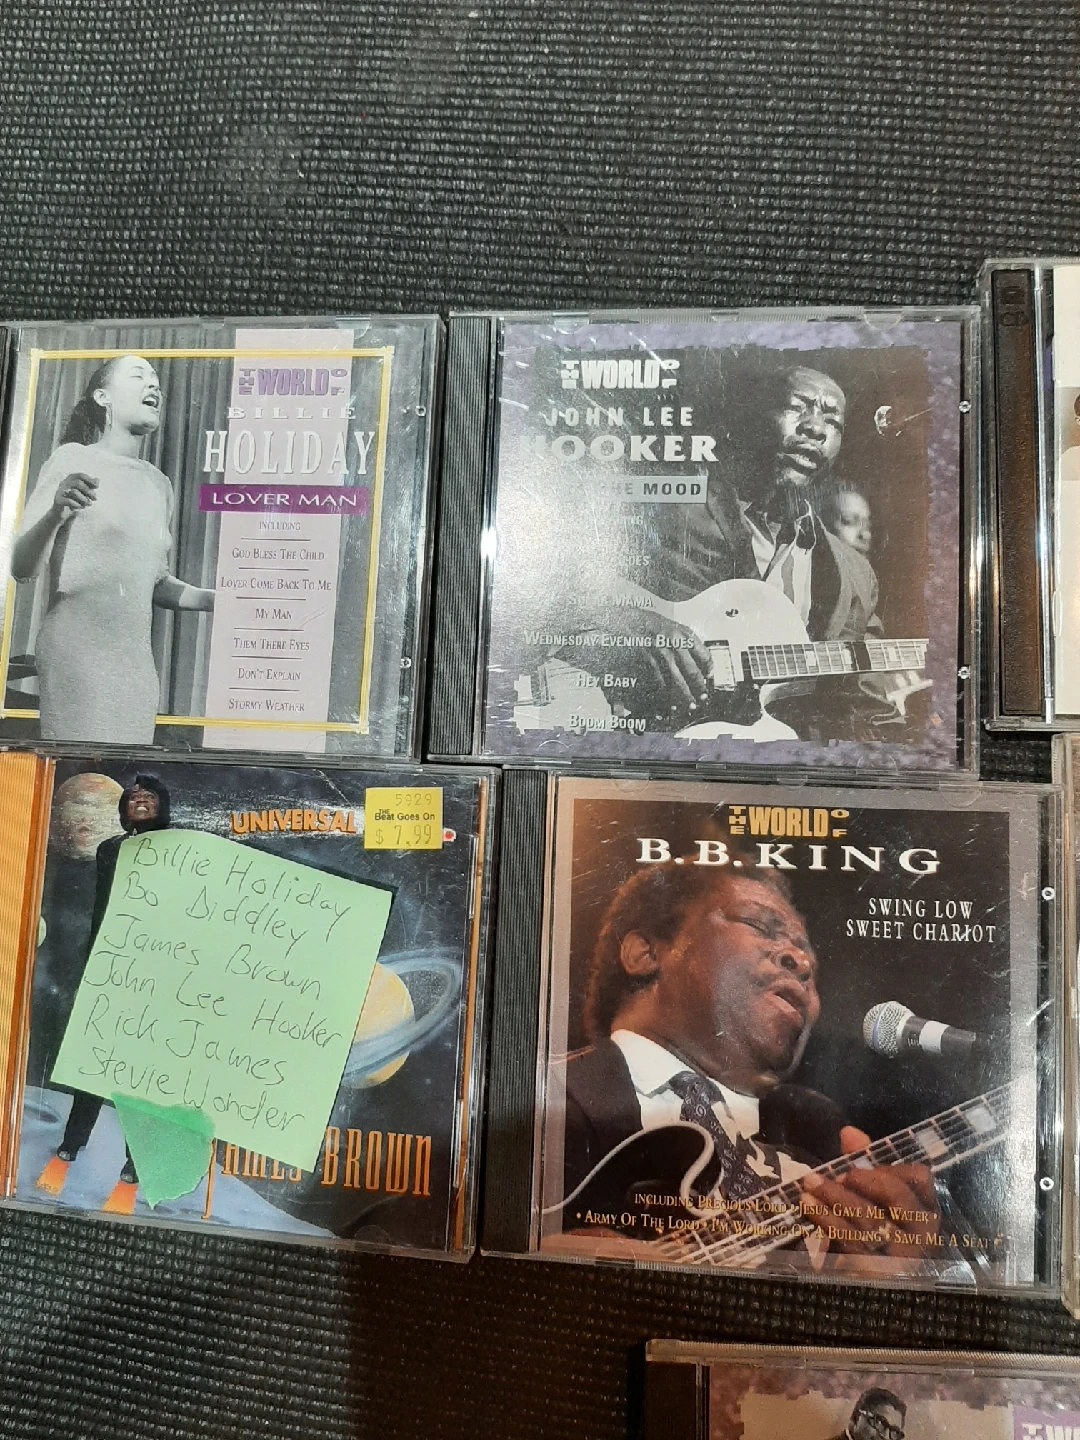 THE WORLD OF
BILLIE
HOLIDAY
LOVER MAN
INCLUDING
GOD BLESS THE CHILD
LOVER COME BACK TO ME
MY MAN
THEM THERE EYES
DON'T EXPLAIN
STORMY WEATHER
THE WORLD OF
JOHN LEE
HOOKER
THE MOOD
MAMA
WEDNESDAY EVENING BLUES
HEY BABY
BOOM BOOM
UNIVERSAL
5929
THE
Beat Goes On
$ 7.99
Billie Holiday
Bo Diddley
James Brown
John Lee Hooker
Rick James
Stevie Wonder
JAMES BROWN
THE WORLD OF
B.B. KING
SWING LOW
SWEET CHARIOT
INCLUDING PRECIOUS LORD • JESUS GAVE ME WATER •
• ARMY OF THE LORD • I'M WORKING ON A BUILDING • SAVE ME A SEAT •